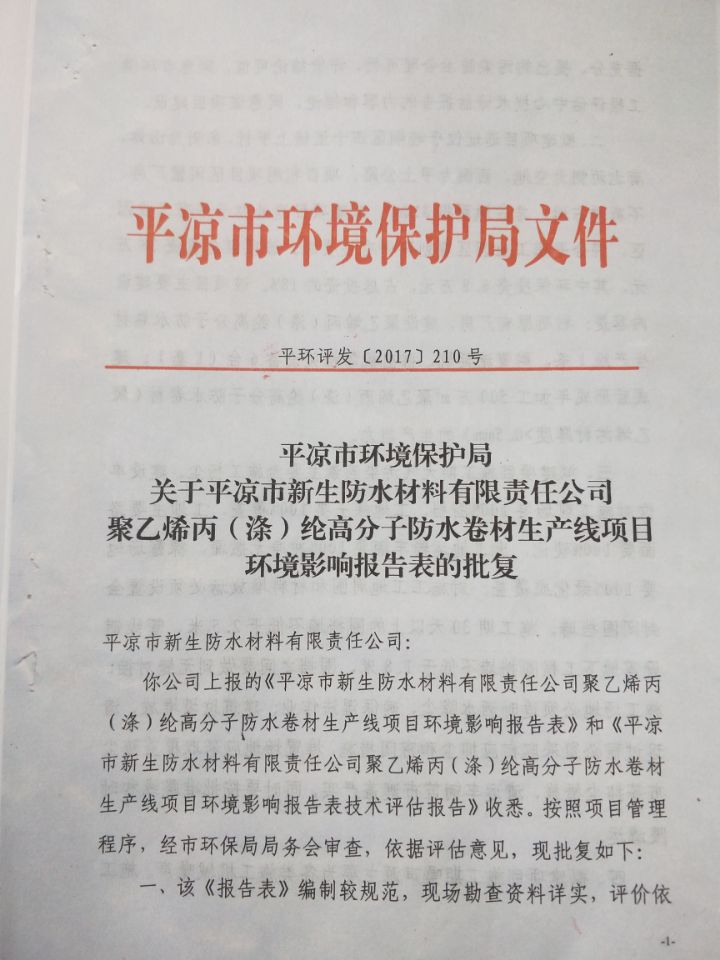 平凉市环境保护局文件
平环评发〔2017〕210号
平凉市环境保护局
关于平凉市新生防水材料有限责任公司
聚乙烯丙（涤）纶高分子防水卷材生产线项目
环境影响报告表的批复
平凉市新生防水材料有限责任公司：
你公司上报的《平凉市新生防水材料有限责任公司聚乙烯丙
（涤）纶高分子防水卷材生产线项目环境影响报告表》和《平凉
市新生防水材料有限责任公司聚乙烯丙（涤）纶高分子防水卷材
生产线项目环境影响报告表技术评估报告》收悉。按照项目管理
程序，经市环保局局务会审查，依据评估意见，现批复如下：
一、该《报告表》编制较规范，现场勘查资料详实，评价依
-1-